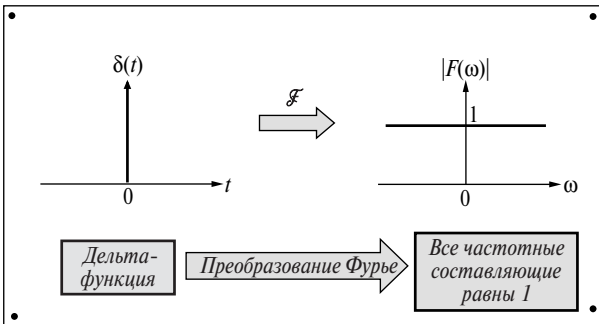 δ(t)
ℱ
|F(ω)|
1
0
t
0
ω
Дельта-
функция
Преобразование Фурье
Все частотные
составляющие
равны 1